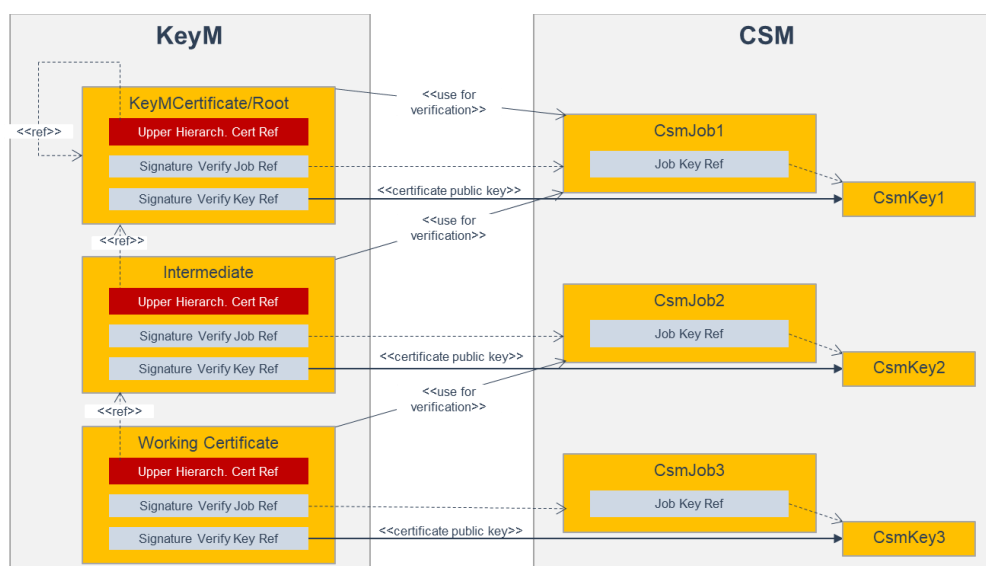 KeyM
CSM
KeyMCertificate/Root
<<use for
verification>>
CsmJob1
<<ref>>
Upper Hierarch. Cert Ref
Signature Verify Job Ref
Job Key Ref
Signature Verify Key Ref
<<certificate public key>>
CsmKey1
<<use for
verification>>
<<ref>>
Intermediate
CsmJob2
Upper Hierarch. Cert Ref
Signature Verify Job Ref
Job Key Ref
Signature Verify Key Ref
<<certificate public key>>
CsmKey2
<<use for
verification>>
<<ref>>
Working Certificate
CsmJob3
Upper Hierarch. Cert Ref
Signature Verify Job Ref
Job Key Ref
Signature Verify Key Ref
<<certificate public key>>
CsmKey3